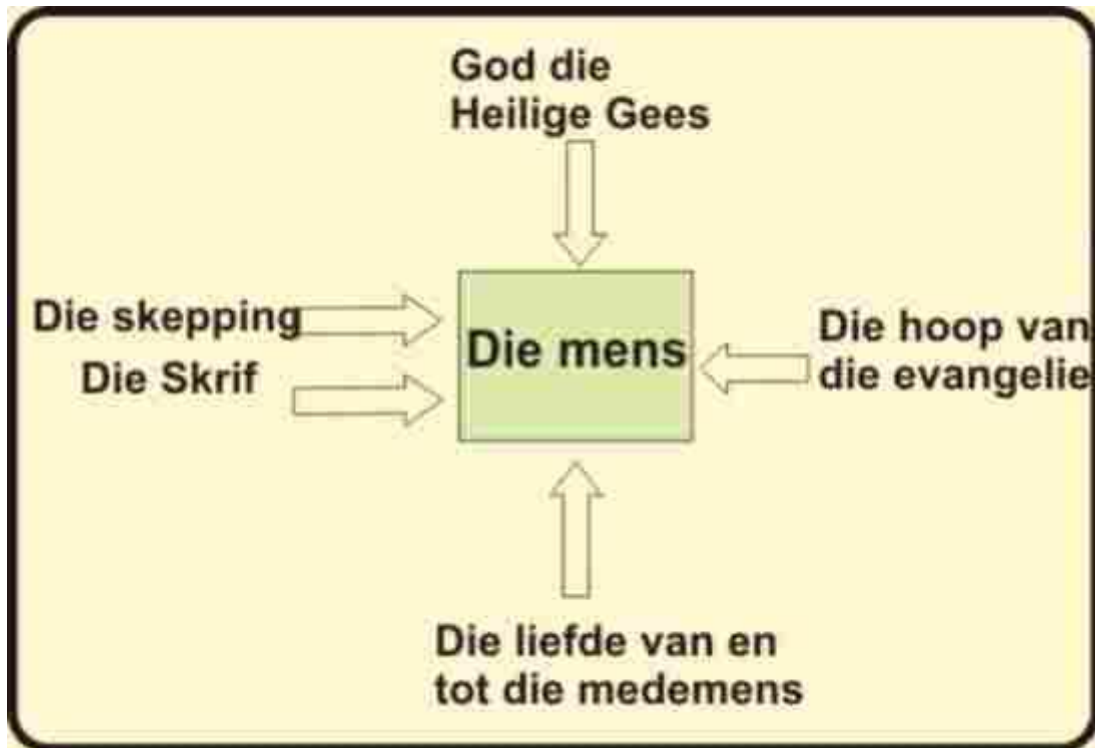 God die
Heilige Gees
Die skepping
Die Skrif
Die mens
Die hoop van
die evangelie
Die liefde van en
tot die medemens